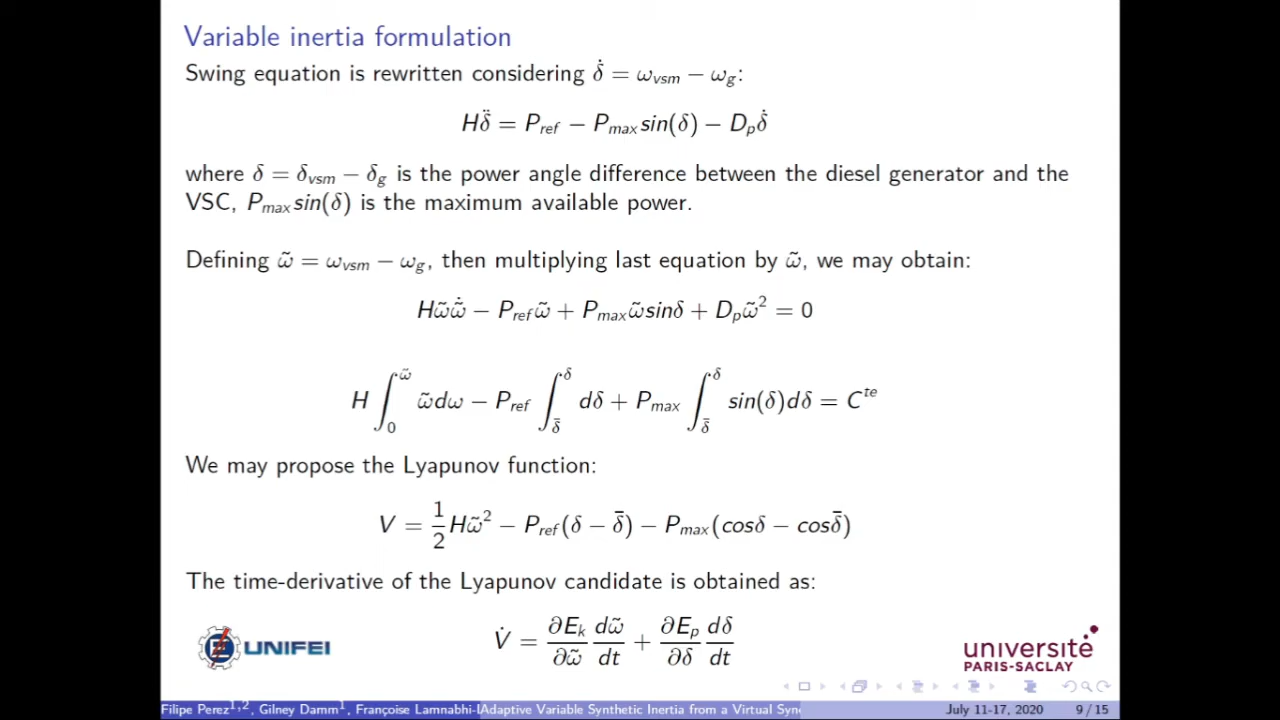 Variable inertia formulation
Swing equation is rewritten considering δ̇ = ω_vsm − ω_g:
Hδ̈ = P_ref − P_max sin(δ) − D_p δ̇
where δ = δ_vsm − δ_g is the power angle difference between the diesel generator and the
VSC, P_max sin(δ) is the maximum available power.
Defining ω̃ = ω_vsm − ω_g, then multiplying last equation by ω̃, we may obtain:
Hω̃ω̃̇ − P_ref ω̃ + P_max ω̃sinδ + D_p ω̃² = 0
H ∫_0^ω̃ ω̃dω − P_ref ∫_δ̄^δ dδ + P_max ∫_δ̄^δ sin(δ)dδ = C^te
We may propose the Lyapunov function:
V = 1/2 Hω̃² − P_ref(δ − δ̄) − P_max(cosδ − cosδ̄)
The time-derivative of the Lyapunov candidate is obtained as:
V̇ = ∂E_k/∂ω̃ dω̃/dt + ∂E_p/∂δ dδ/dt
UNIFEI
université
PARIS-SACLAY
Filipe Perez¹,², Gilney Damm¹, Françoise Lamnabhi-L Adaptive Variable Synthetic Inertia from a Virtual Syn July 11-17, 2020 9 / 15